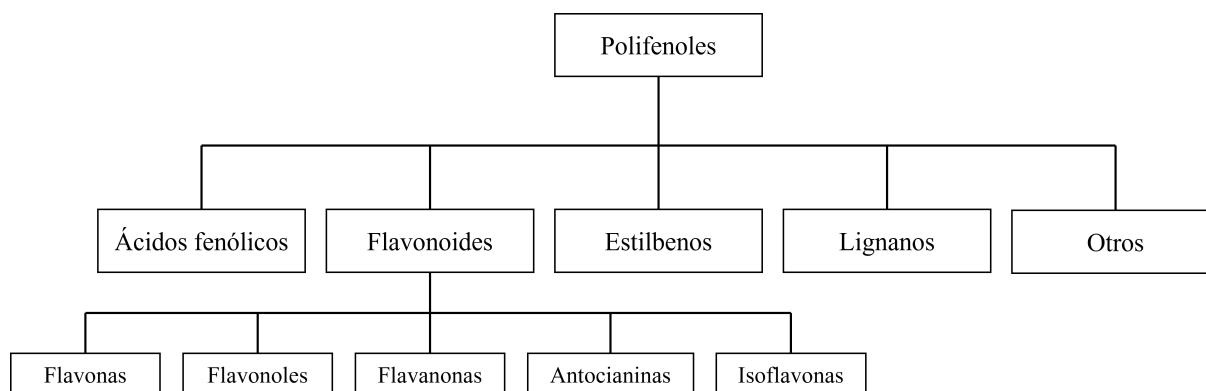 Polifenoles
Ácidos fenólicos
Flavonoides
Estilbenos
Lignanos
Otros
Flavonas
Flavonoles
Flavanonas
Antocianinas
Isoflavonas